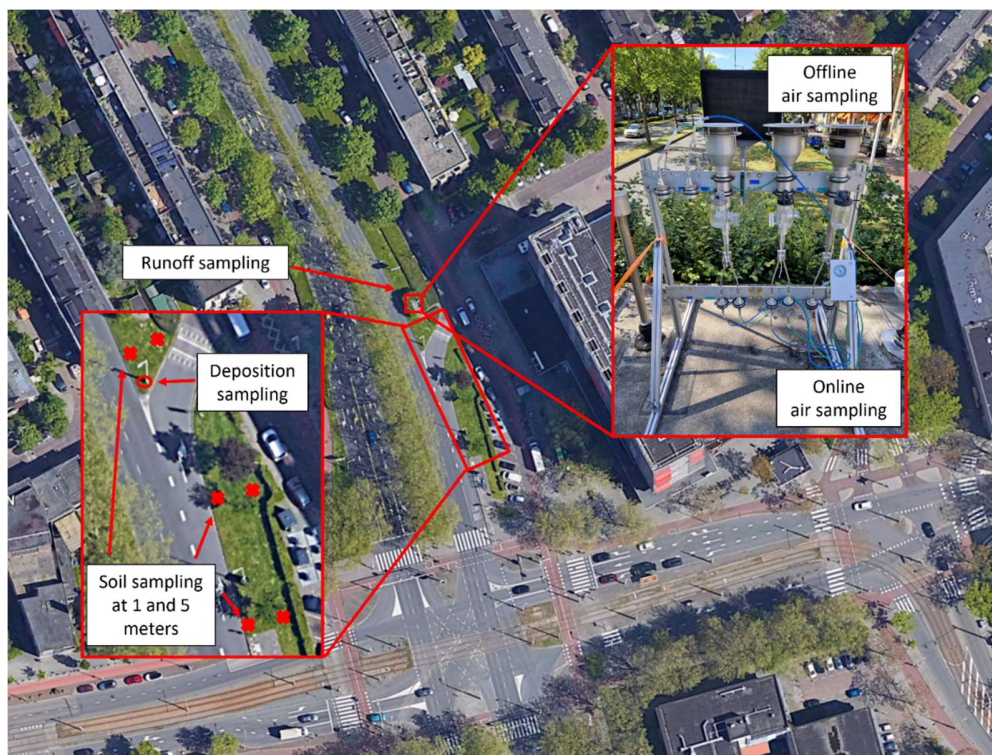 Offline
air sampling
Runoff sampling
Deposition
sampling
Online
air sampling
Soil sampling
at 1 and 5
meters